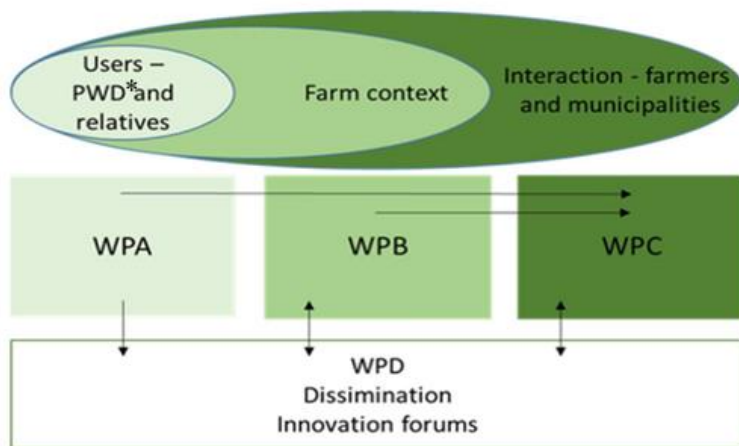 Users –
PWD* and
relatives
Farm context
Interaction - farmers
and municipalities
WPA
WPB
WPC
WPD
Dissimination
Innovation forums